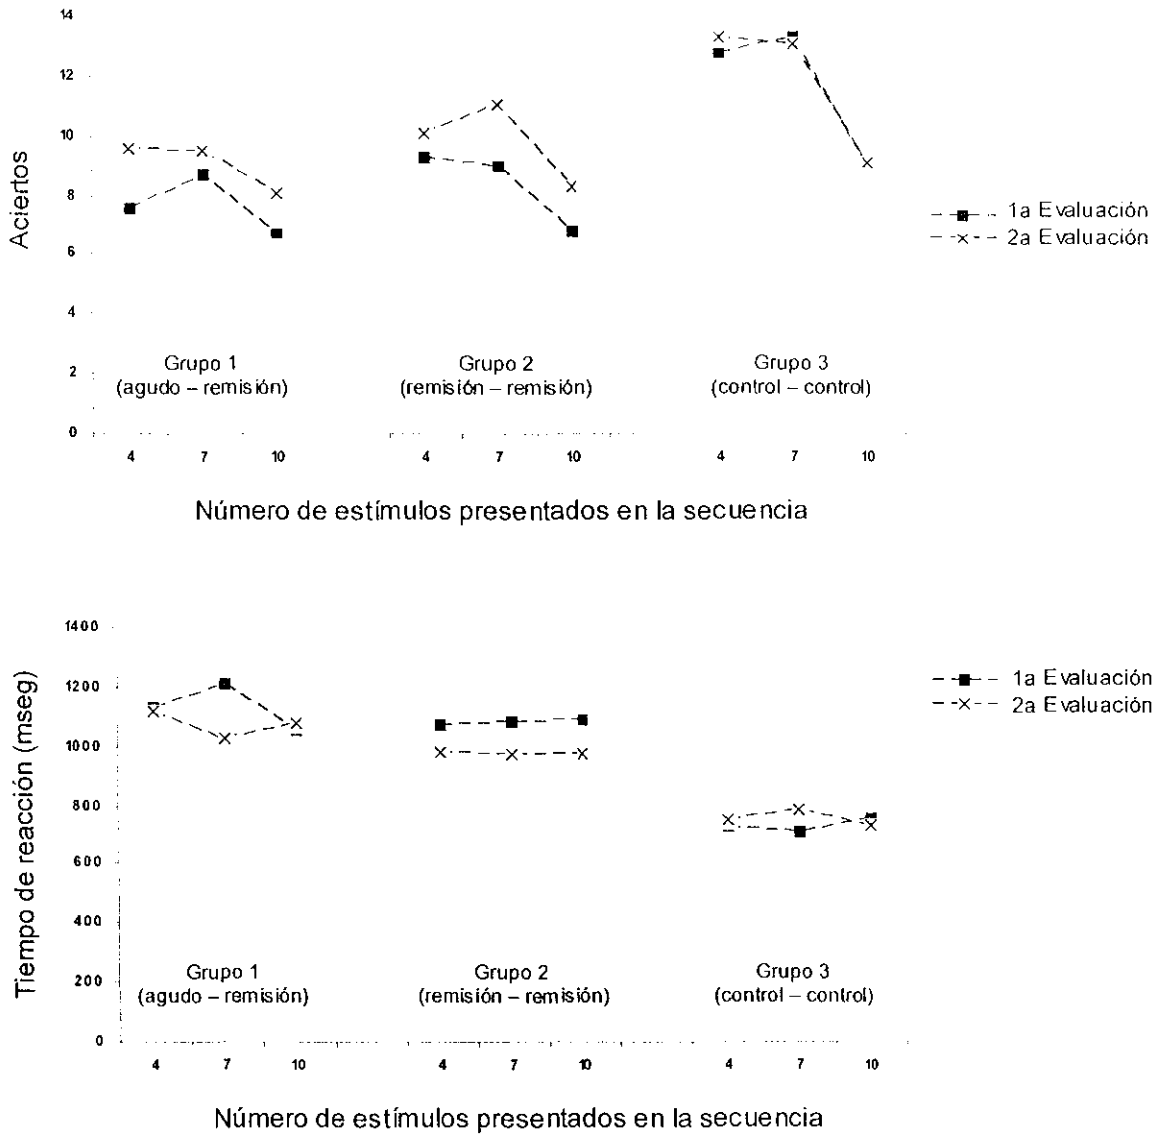 14
12
10
8
6
4
2
0
Aciertos
1a Evaluación
2a Evaluación
Grupo 1
(agudo – remisión)
Grupo 2
(remisión – remisión)
Grupo 3
(control – control)
4 7 10 4 7 10 4 7 10
Número de estímulos presentados en la secuencia
1400
1200
1000
800
600
400
200
0
Tiempo de reacción (mseg)
1a Evaluación
2a Evaluación
Grupo 1
(agudo – remisión)
Grupo 2
(remisión – remisión)
Grupo 3
(control – control)
4 7 10 4 7 10 4 7 10
Número de estímulos presentados en la secuencia